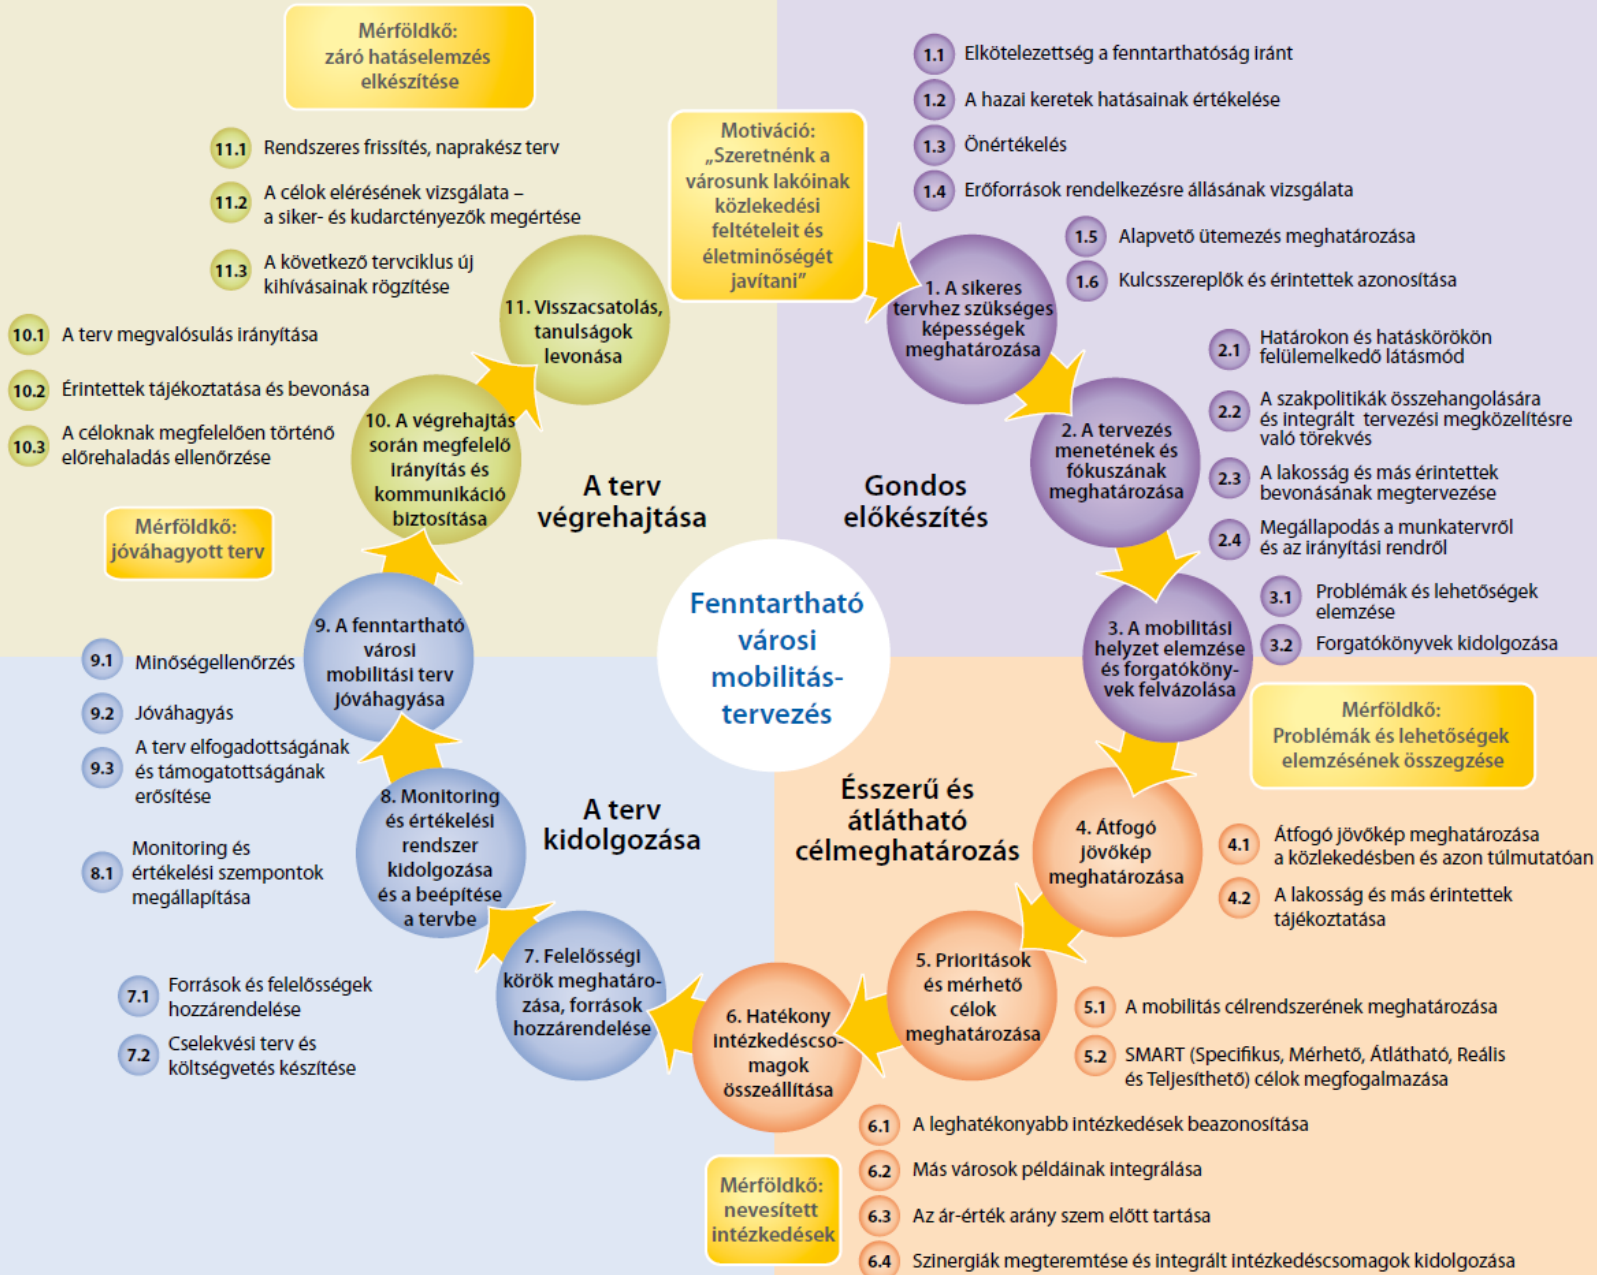 Fenntartható
városi
mobilitás-
tervezés
Motiváció:
„Szeretnénk a
városunk lakóinak
közlekedési
feltételeit és
életminőségét
javítani”
Gondos
előkészítés
1. A sikeres
tervhez szükséges
képességek
meghatározása
1.1 Elkötelezettség a fenntarthatóság iránt
1.2 A hazai keretek hatásainak értékelése
1.3 Önértékelés
1.4 Erőforrások rendelkezésre állásának vizsgálata
1.5 Alapvető ütemezés meghatározása
1.6 Kulcsszereplők és érintettek azonosítása
2. A tervezés
menetének és
fókuszának
meghatározása
2.1 Határokon és hatáskörökön
felülemelkedő látásmód
2.2 A szakpolitikák összehangolására
és integrált tervezési megközelítésre
való törekvés
2.3 A lakosság és más érintettek
bevonásának megtervezése
2.4 Megállapodás a munkatervről
és az irányítási rendről
3. A mobilitási
helyzet elemzése
és forgatóköny-
vek felvázolása
3.1 Problémák és lehetőségek
elemzése
3.2 Forgatókönyvek kidolgozása
Mérföldkő:
Problémák és lehetőségek
elemzésének összegzése
Ésszerű és
átlátható
célmeghatározás
4. Átfogó
jövőkép
meghatározása
4.1 Átfogó jövőkép meghatározása
a közlekedésben és azon túlmutatóan
4.2 A lakosság és más érintettek
tájékoztatása
5. Prioritások
és mérhető
célok
meghatározása
5.1 A mobilitás célrendszerének meghatározása
5.2 SMART (Specifikus, Mérhető, Átlátható, Reális
és Teljesíthető) célok megfogalmazása
6. Hatékony
intézkedéscso-
magok
összeállítása
6.1 A leghatékonyabb intézkedések beazonosítása
6.2 Más városok példáinak integrálása
6.3 Az ár-érték arány szem előtt tartása
6.4 Szinergiák megteremtése és integrált intézkedéscsomagok kidolgozása
Mérföldkő:
nevesített
intézkedések
A terv
kidolgozása
7. Felelősségi
körök meghatáro-
zása, források
hozzárendelése
7.1 Források és felelősségek
hozzárendelése
7.2 Cselekvési terv és
költségvetés készítése
8. Monitoring
és értékelési
rendszer
kidolgozása
és a beépítése
a tervbe
8.1 Monitoring és
értékelési szempontok
megállapítása
9. A fenntartható
városi
mobilitási terv
jóváhagyása
9.1 Minőségellenőrzés
9.2 Jóváhagyás
9.3 A terv elfogadottságának
és támogatottságának
erősítése
Mérföldkő:
jóváhagyott terv
A terv
végrehajtása
10. A végrehajtás
során megfelelő
irányítás és
kommunikáció
biztosítása
10.1 A terv megvalósulás irányítása
10.2 Érintettek tájékoztatása és bevonása
10.3 A céloknak megfelelően történő
előrehaladás ellenőrzése
11. Visszacsatolás,
tanulságok
levonása
11.1 Rendszeres frissítés, naprakész terv
11.2 A célok elérésének vizsgálata –
a siker- és kudarctényezők megértése
11.3 A következő tervciklus új
kihívásainak rögzítése
Mérföldkő:
záró hatáselemzés
elkészítése